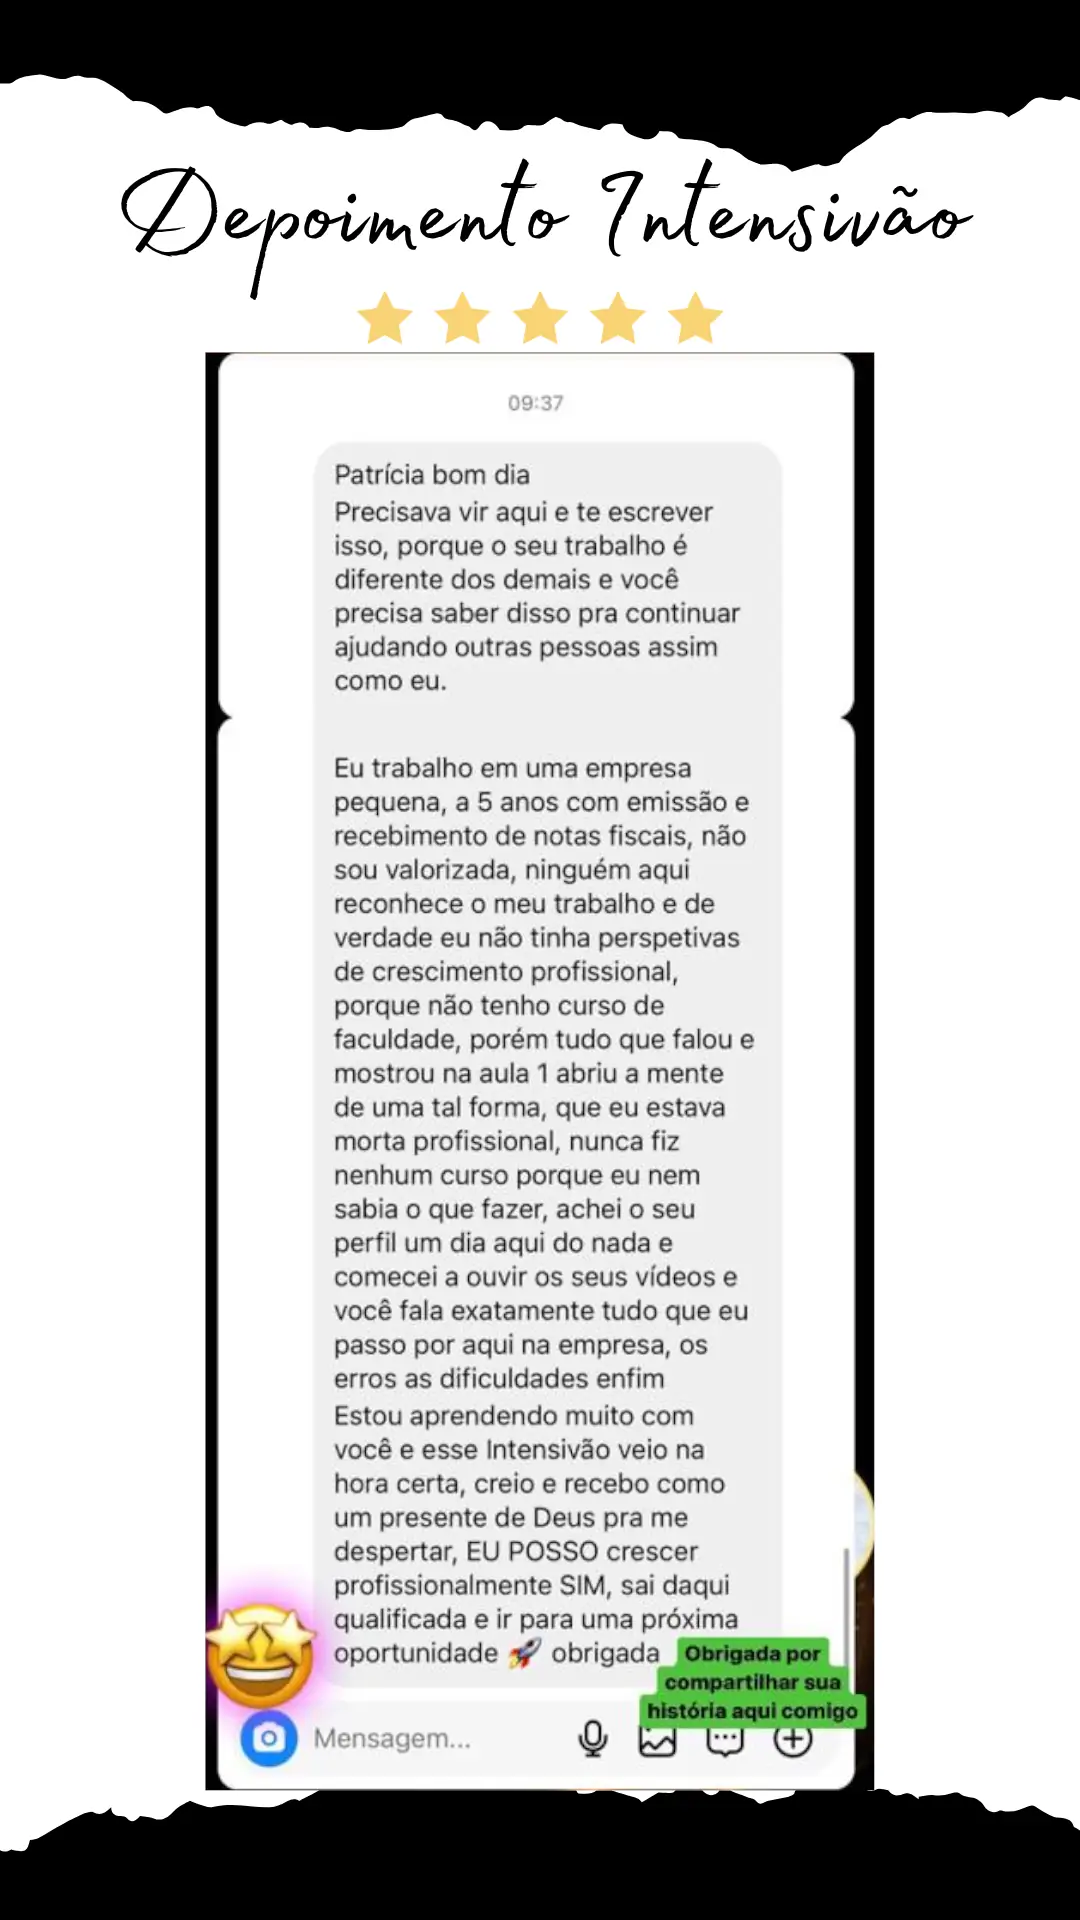 Depoimento Intensivão
09:37
Patrícia bom dia
Precisava vir aqui e te escrever
isso, porque o seu trabalho é
diferente dos demais e você
precisa saber disso pra continuar
ajudando outras pessoas assim
como eu.
Eu trabalho em uma empresa
pequena, a 5 anos com emissão e
recebimento de notas fiscais, não
sou valorizada, ninguém aqui
reconhece o meu trabalho e de
verdade eu não tinha perspetivas
de crescimento profissional,
porque não tenho curso de
faculdade, porém tudo que falou e
mostrou na aula 1 abriu a mente
de uma tal forma, que eu estava
morta profissional, nunca fiz
nenhum curso porque eu nem
sabia o que fazer, achei o seu
perfil um dia aqui do nada e
comecei a ouvir os seus vídeos e
você fala exatamente tudo que eu
passo por aqui na empresa, os
erros as dificuldades enfim
Estou aprendendo muito com
você e esse Intensivão veio na
hora certa, creio e recebo como
um presente de Deus pra me
despertar, EU POSSO crescer
profissionalmente SIM, sai daqui
qualificada e ir para uma próxima
oportunidade 🚀 obrigada
Obrigada por
compartilhar sua
história aqui comigo
Mensagem...